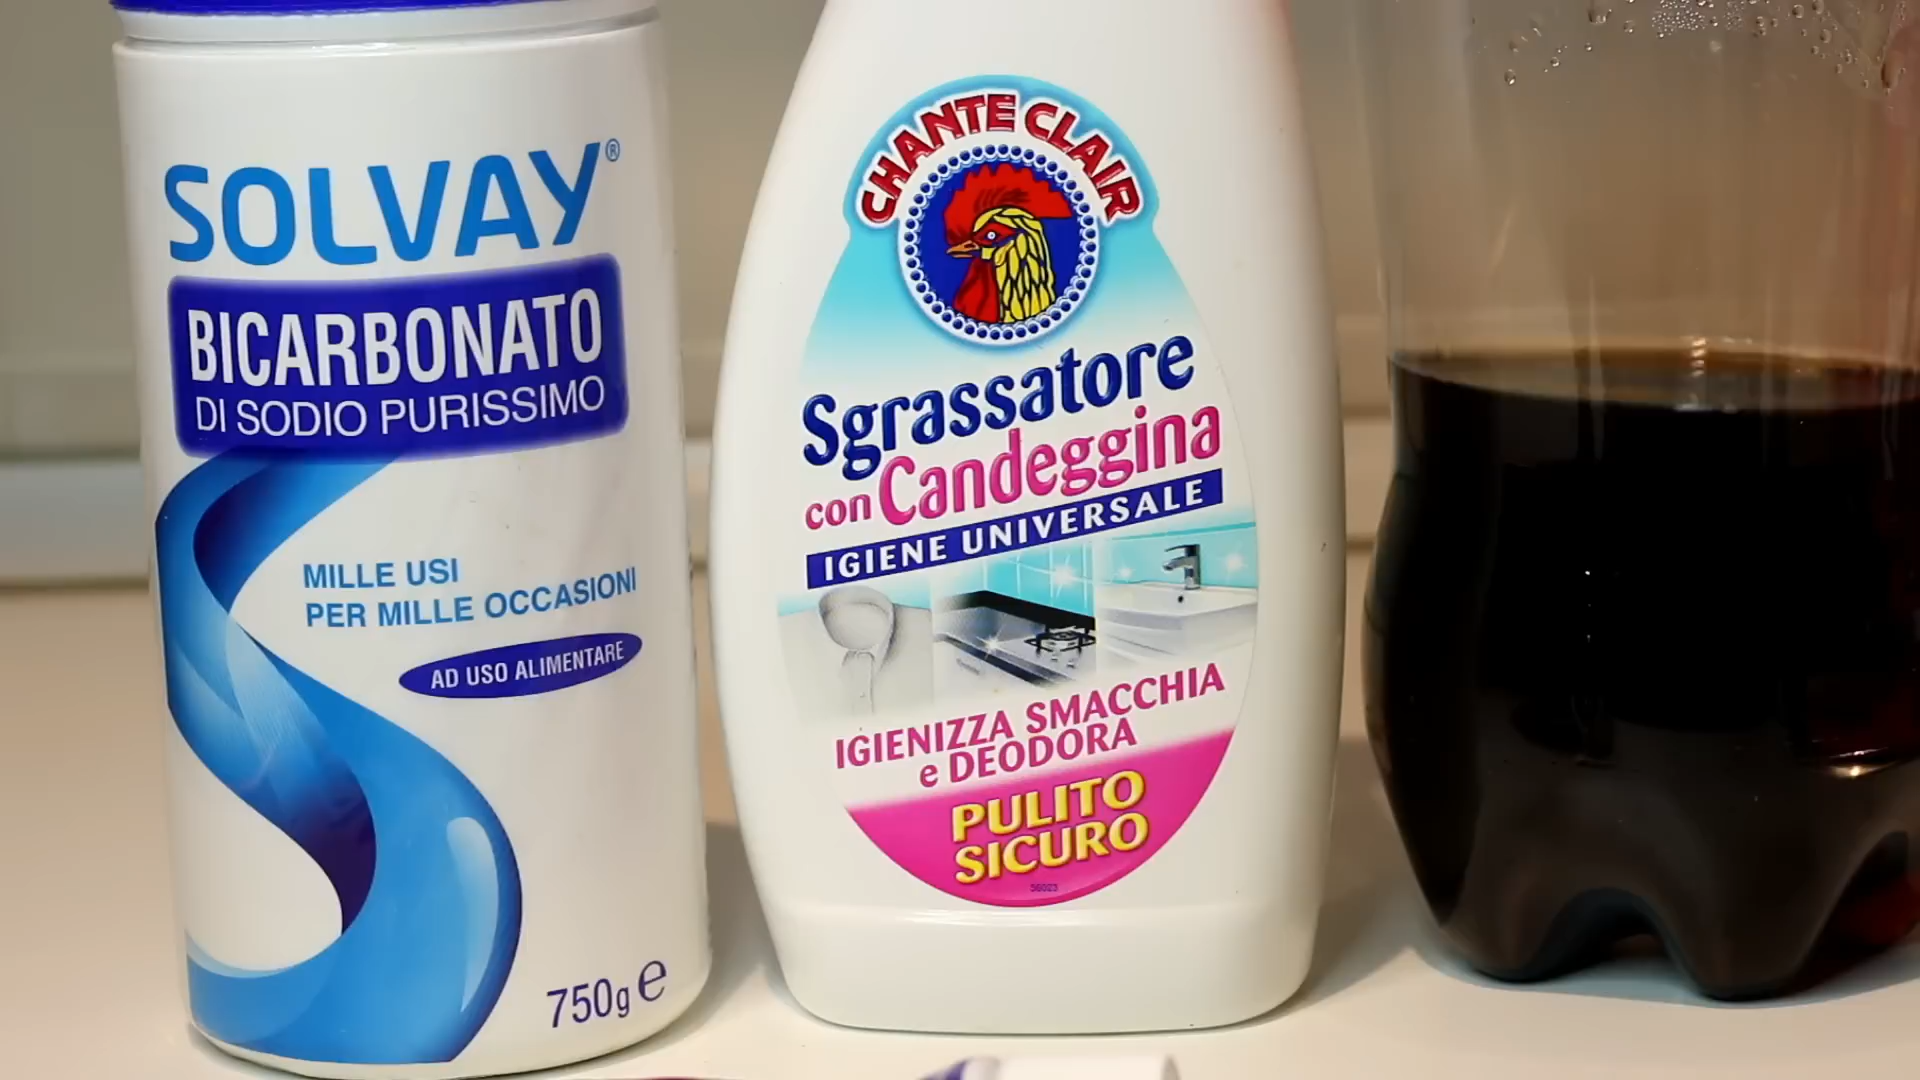 SOLVAY®
BICARBONATO
DI SODIO PURISSIMO
MILLE USI
PER MILLE OCCASIONI
AD USO ALIMENTARE
750g e
CHANTE CLAIR
Sgrassatore
con Candeggina
IGIENE UNIVERSALE
IGIENIZZA SMACCHIA
e DEODORA
PULITO
SICURO
56023